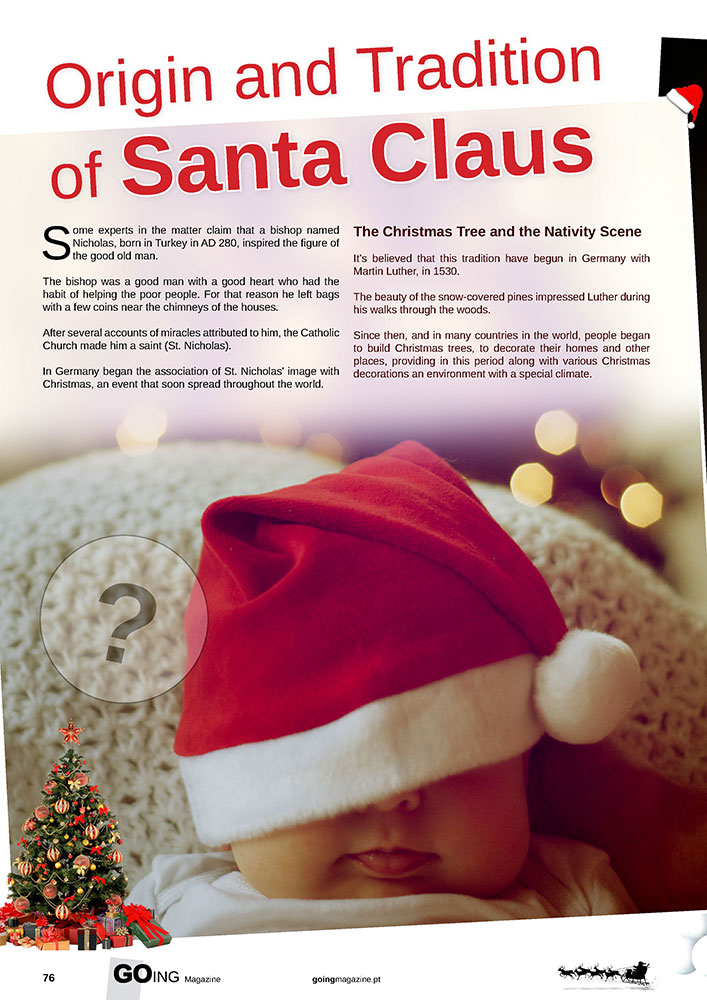 Origin and Tradition
of Santa Claus
Some experts in the matter claim that a bishop named
Nicholas, born in Turkey in AD 280, inspired the figure of
the good old man.
The bishop was a good man with a good heart who had the
habit of helping the poor people. For that reason he left bags
with a few coins near the chimneys of the houses.
After several accounts of miracles attributed to him, the Catholic
Church made him a saint (St. Nicholas).
In Germany began the association of St. Nicholas' image with
Christmas, an event that soon spread throughout the world.
The Christmas Tree and the Nativity Scene
It's believed that this tradition have begun in Germany with
Martin Luther, in 1530.
The beauty of the snow-covered pines impressed Luther during
his walks through the woods.
Since then, and in many countries in the world, people began
to build Christmas trees, to decorate their homes and other
places, providing in this period along with various Christmas
decorations an environment with a special climate.
?
76
GOING Magazine
goingmagazine.pt